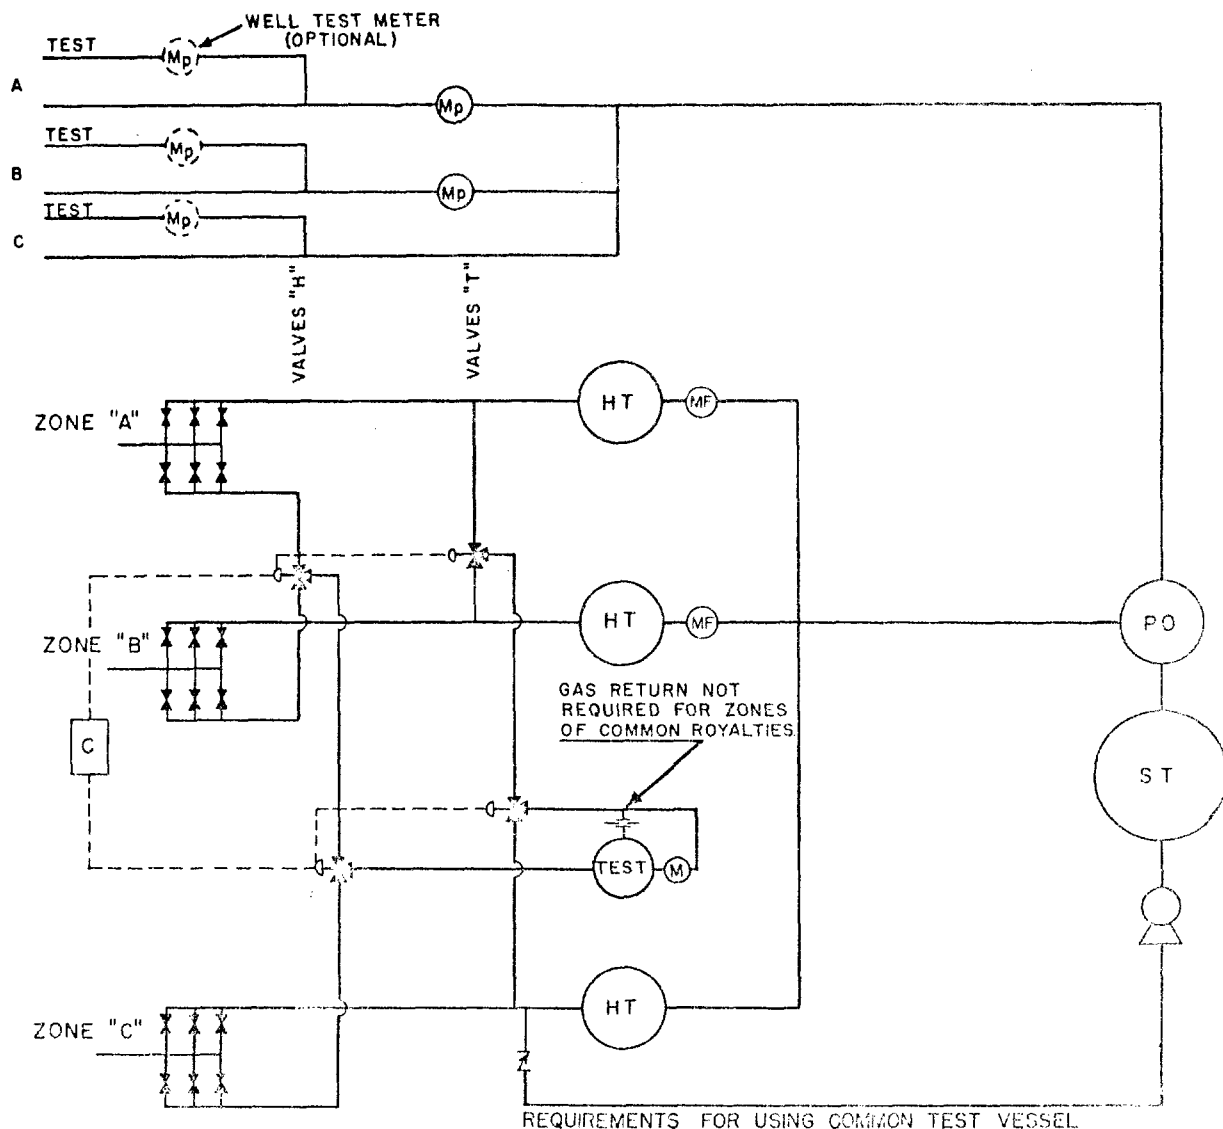 WELL TEST METER
(OPTIONAL)
TEST
Mp
A
Mp
TEST
Mp
B
Mp
TEST
Mp
C
VALVES "H"
VALVES "T"
ZONE "A"
HT
MF
ZONE "B"
HT
MF
PO
GAS RETURN NOT
REQUIRED FOR ZONES
OF COMMON ROYALTIES
C
ST
TEST
M
ZONE "C"
HT
REQUIREMENTS FOR USING COMMON TEST VESSEL